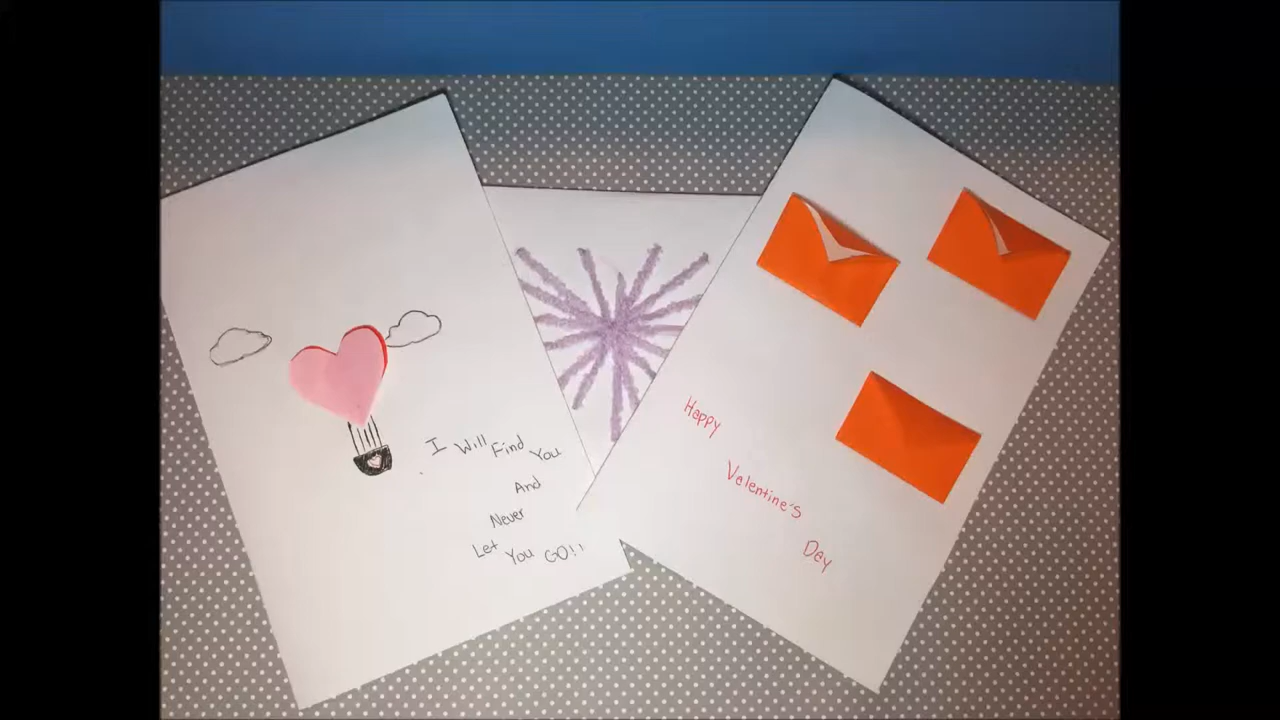 I Will Find You
And
Never
Let You GO!!
Happy
Valentine's
Day